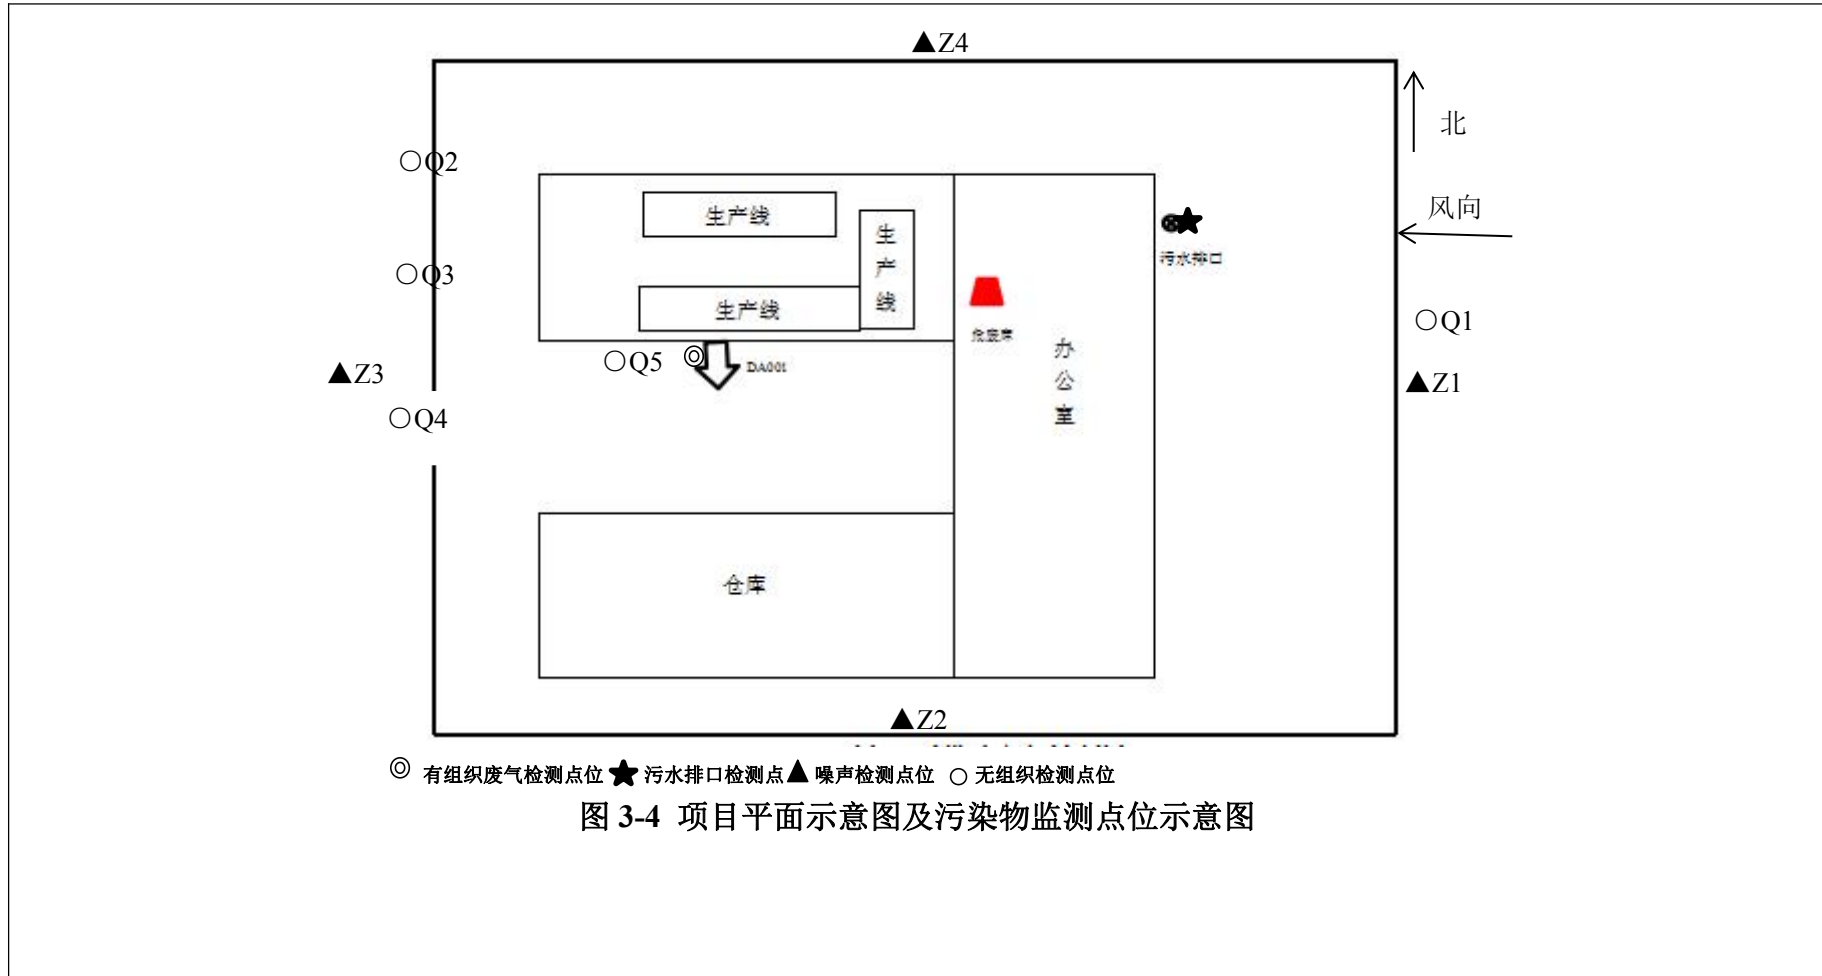 ▲Z4
北
○Q2
风向
生产线
生产线
污水排口
○Q3
生产线
○Q1
危废库
办公室
○Q5
◎
DA001
▲Z3
▲Z1
○Q4
仓库
▲Z2
◎ 有组织废气检测点位 ★ 污水排口检测点 ▲ 噪声检测点位 ○ 无组织检测点位
图 3-4 项目平面示意图及污染物监测点位示意图